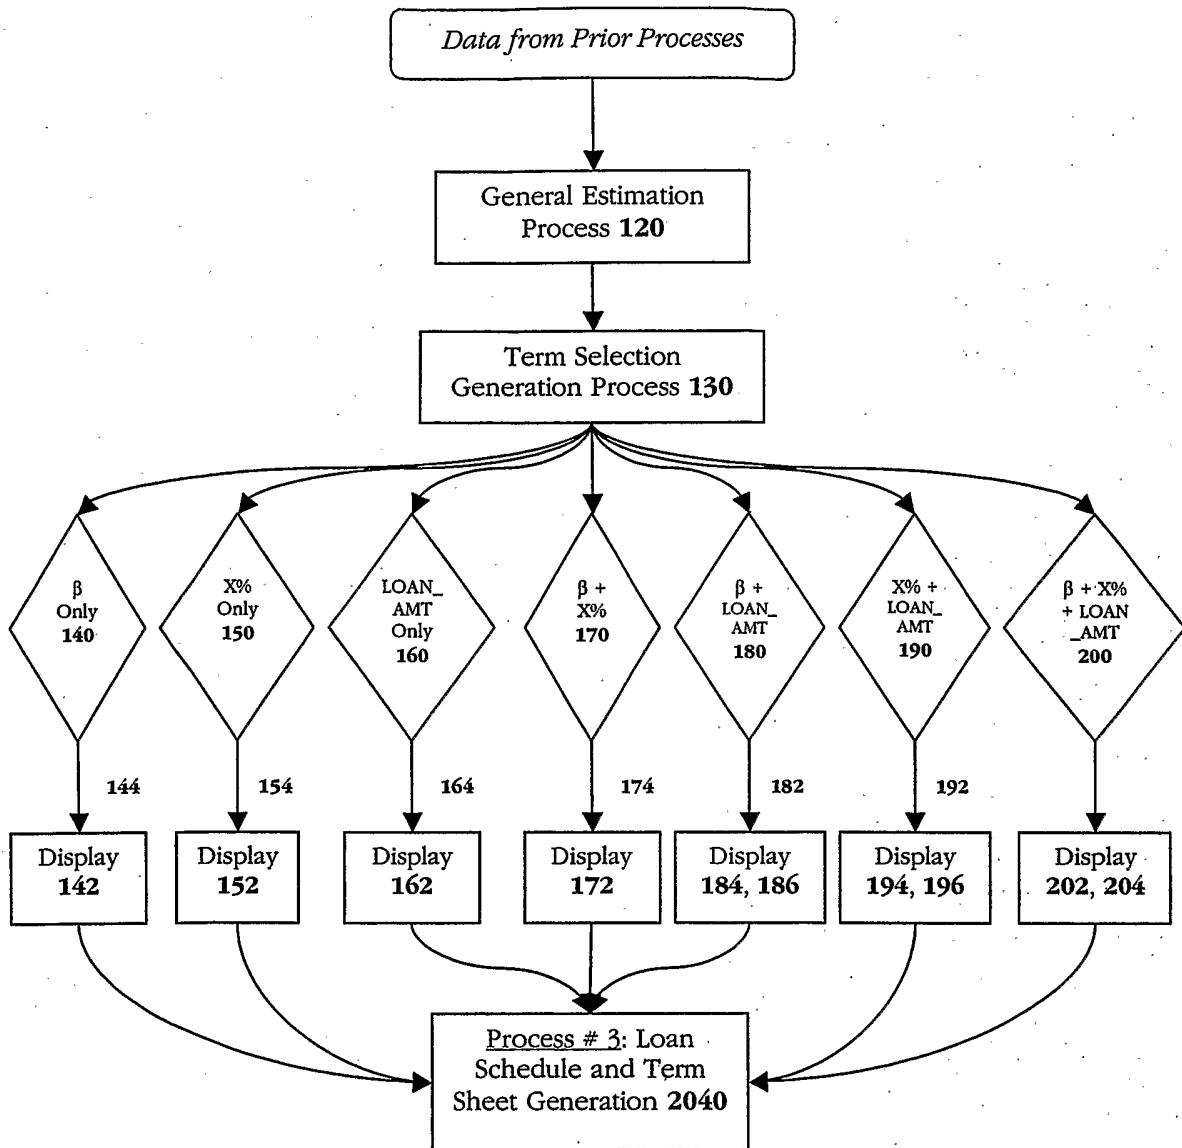 Data from Prior Processes
General Estimation
Process 120
Term Selection
Generation Process 130
β
Only
140
X%
Only
150
LOAN_
AMT
Only
160
β +
X%
170
β +
LOAN_
AMT
180
X% +
LOAN_
AMT
190
β + X%
+ LOAN
_AMT
200
144
154
164
174
182
192
Display
142
Display
152
Display
162
Display
172
Display
184, 186
Display
194, 196
Display
202, 204
Process # 3: Loan
Schedule and Term
Sheet Generation 2040